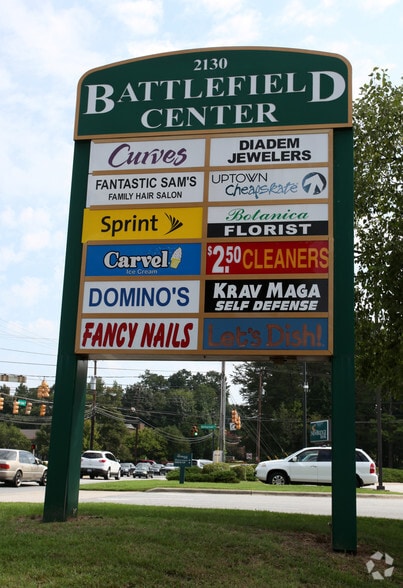 2130
BATTLEFIELD
CENTER
Curves
DIADEM
JEWELERS
FANTASTIC SAM'S
FAMILY HAIR SALON
UPTOWN
Cheapskate
Sprint
Botanica
FLORIST
Carvel
Ice Cream
$2.50 CLEANERS
DOMINO'S
KRAV MAGA
SELF DEFENSE
FANCY NAILS
Let's Dish!